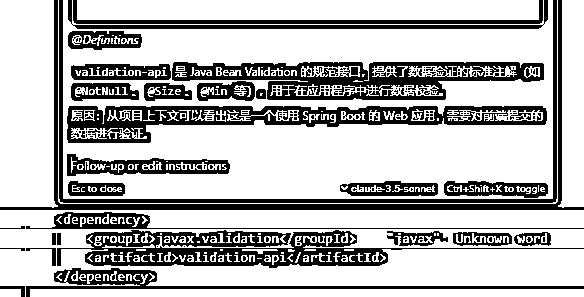 @Definitions
validation-api 是 Java Bean Validation 的规范接口，提供了数据验证的标准注解（如
@NotNull、@Size、@Min 等），用于在应用程序中进行数据校验。
原因：从项目上下文可以看出这是一个使用 Spring Boot 的 Web 应用，需要对前端提交的
数据进行验证。
Follow-up or edit instructions
Esc to close claude-3.5-sonnet Ctrl+Shift+X to toggle
<dependency>
<groupId>javax.validation</groupId> "javax": Unknown word
<artifactId>validation-api</artifactId>
</dependency>